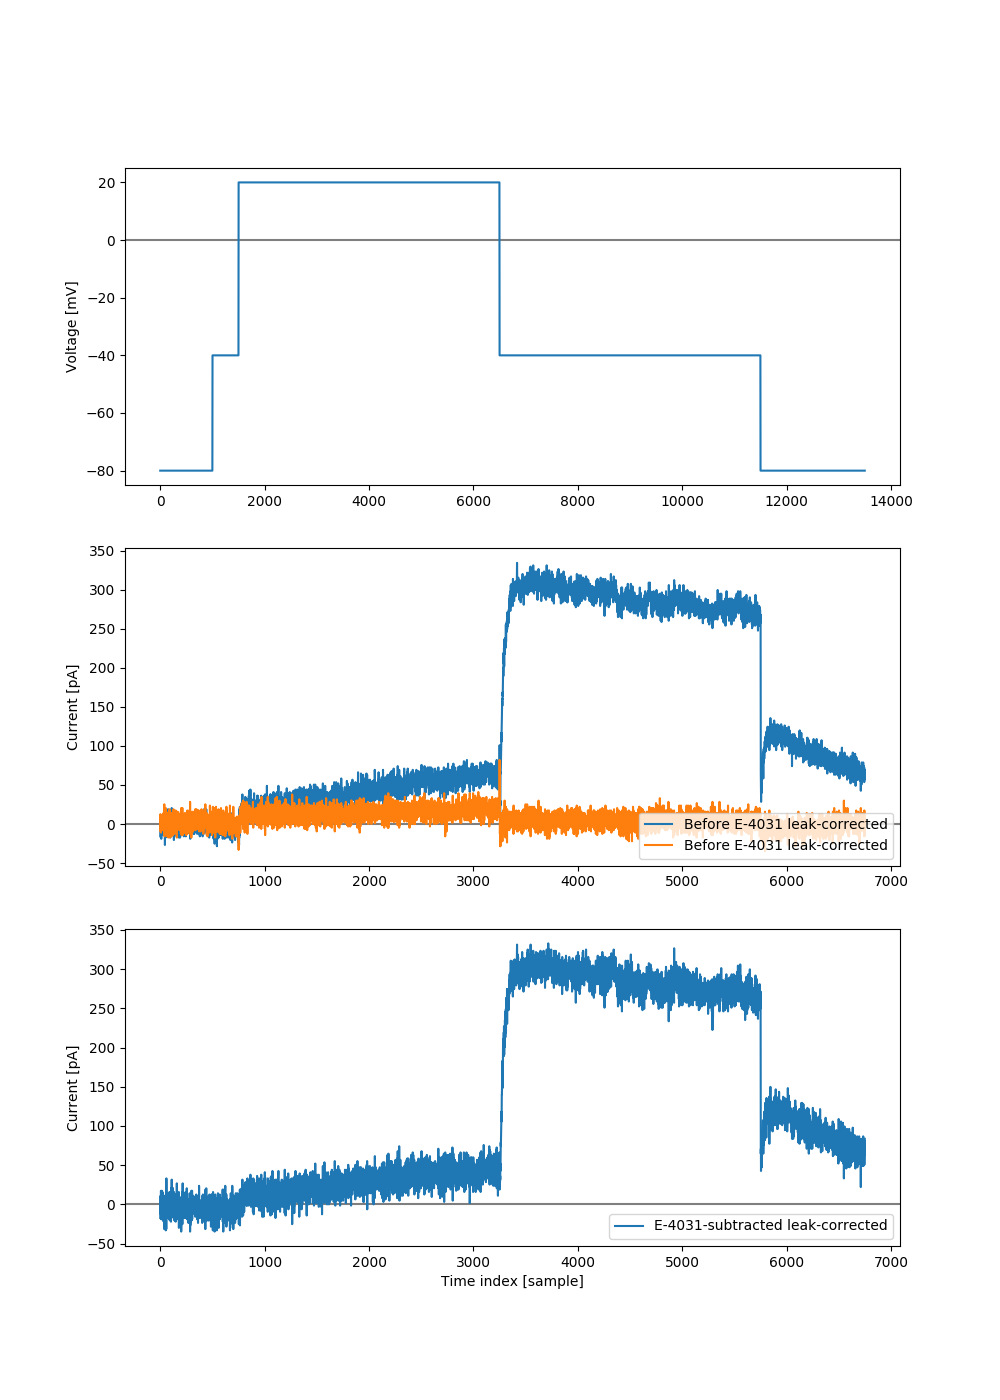 20
0
−20
−40
−60
−80
Voltage [mV]
0 2000 4000 6000 8000 10000 12000 14000
350
300
250
200
150
100
50
0
−50
Current [pA]
Before E-4031 leak-corrected
Before E-4031 leak-corrected
0 1000 2000 3000 4000 5000 6000 7000
350
300
250
200
150
100
50
0
−50
Current [pA]
E-4031-subtracted leak-corrected
0 1000 2000 3000 4000 5000 6000 7000
Time index [sample]